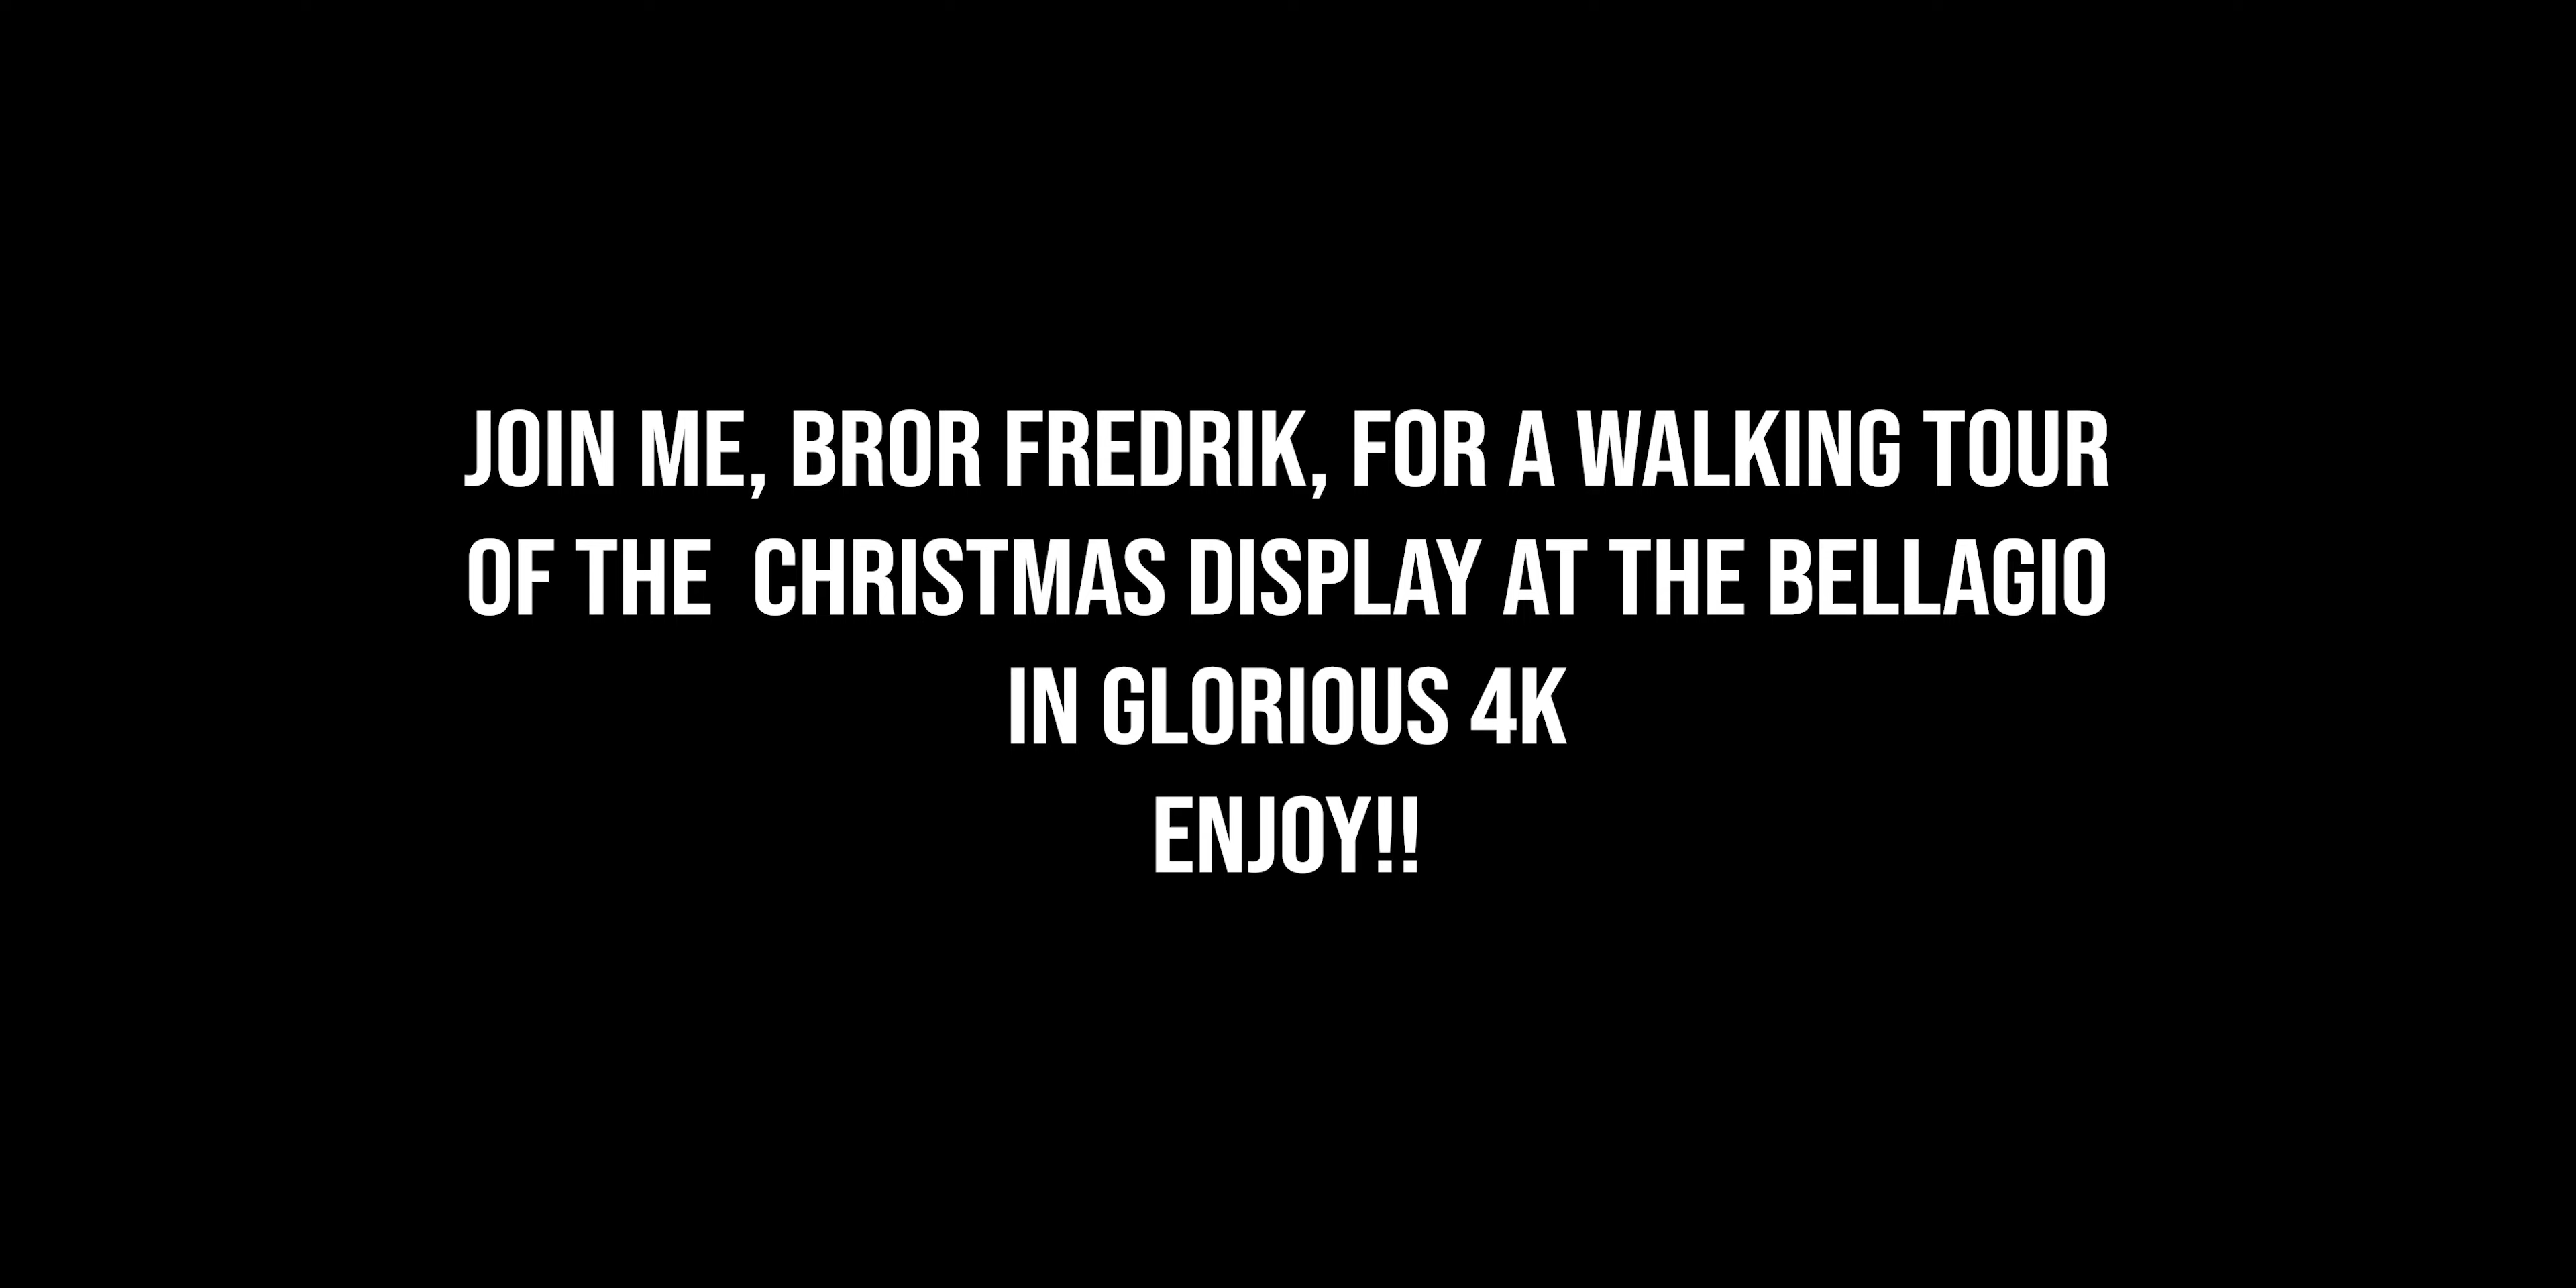 JOIN ME, BROR FREDRIK, FOR A WALKING TOUR
OF THE  CHRISTMAS DISPLAY AT THE BELLAGIO
IN GLORIOUS 4K
ENJOY!!